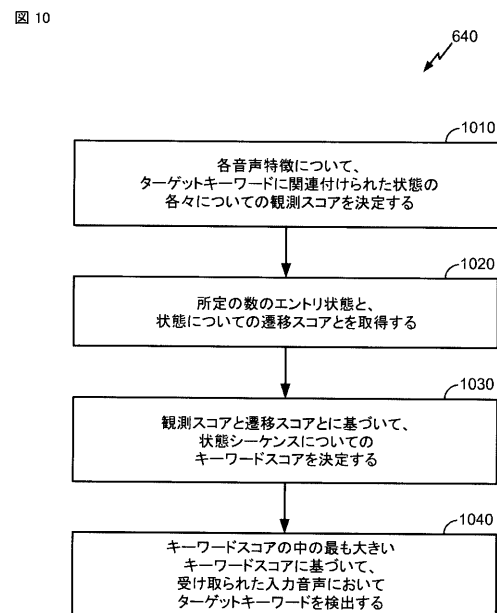 図 10
640
1010
各音声特徴について、
ターゲットキーワードに関連付けられた状態の
各々についての観測スコアを決定する
1020
所定の数のエントリ状態と、
状態についての遷移スコアとを取得する
1030
観測スコアと遷移スコアとに基づいて、
状態シーケンスについての
キーワードスコアを決定する
1040
キーワードスコアの中の最も大きい
キーワードスコアに基づいて、
受け取られた入力音声において
ターゲットキーワードを検出する